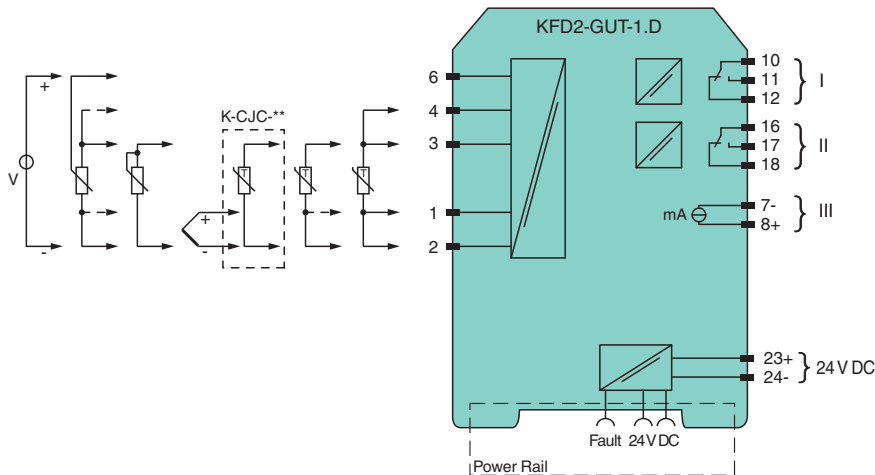 KFD2-GUT-1.D
6
4
3
1
2
+
V
-
K-CJC-**
T
T
T
+
-
10
11
12
I
16
17
18
II
mA
7-
8+
III
23+
24-
24V DC
Fault
24V DC
Power Rail